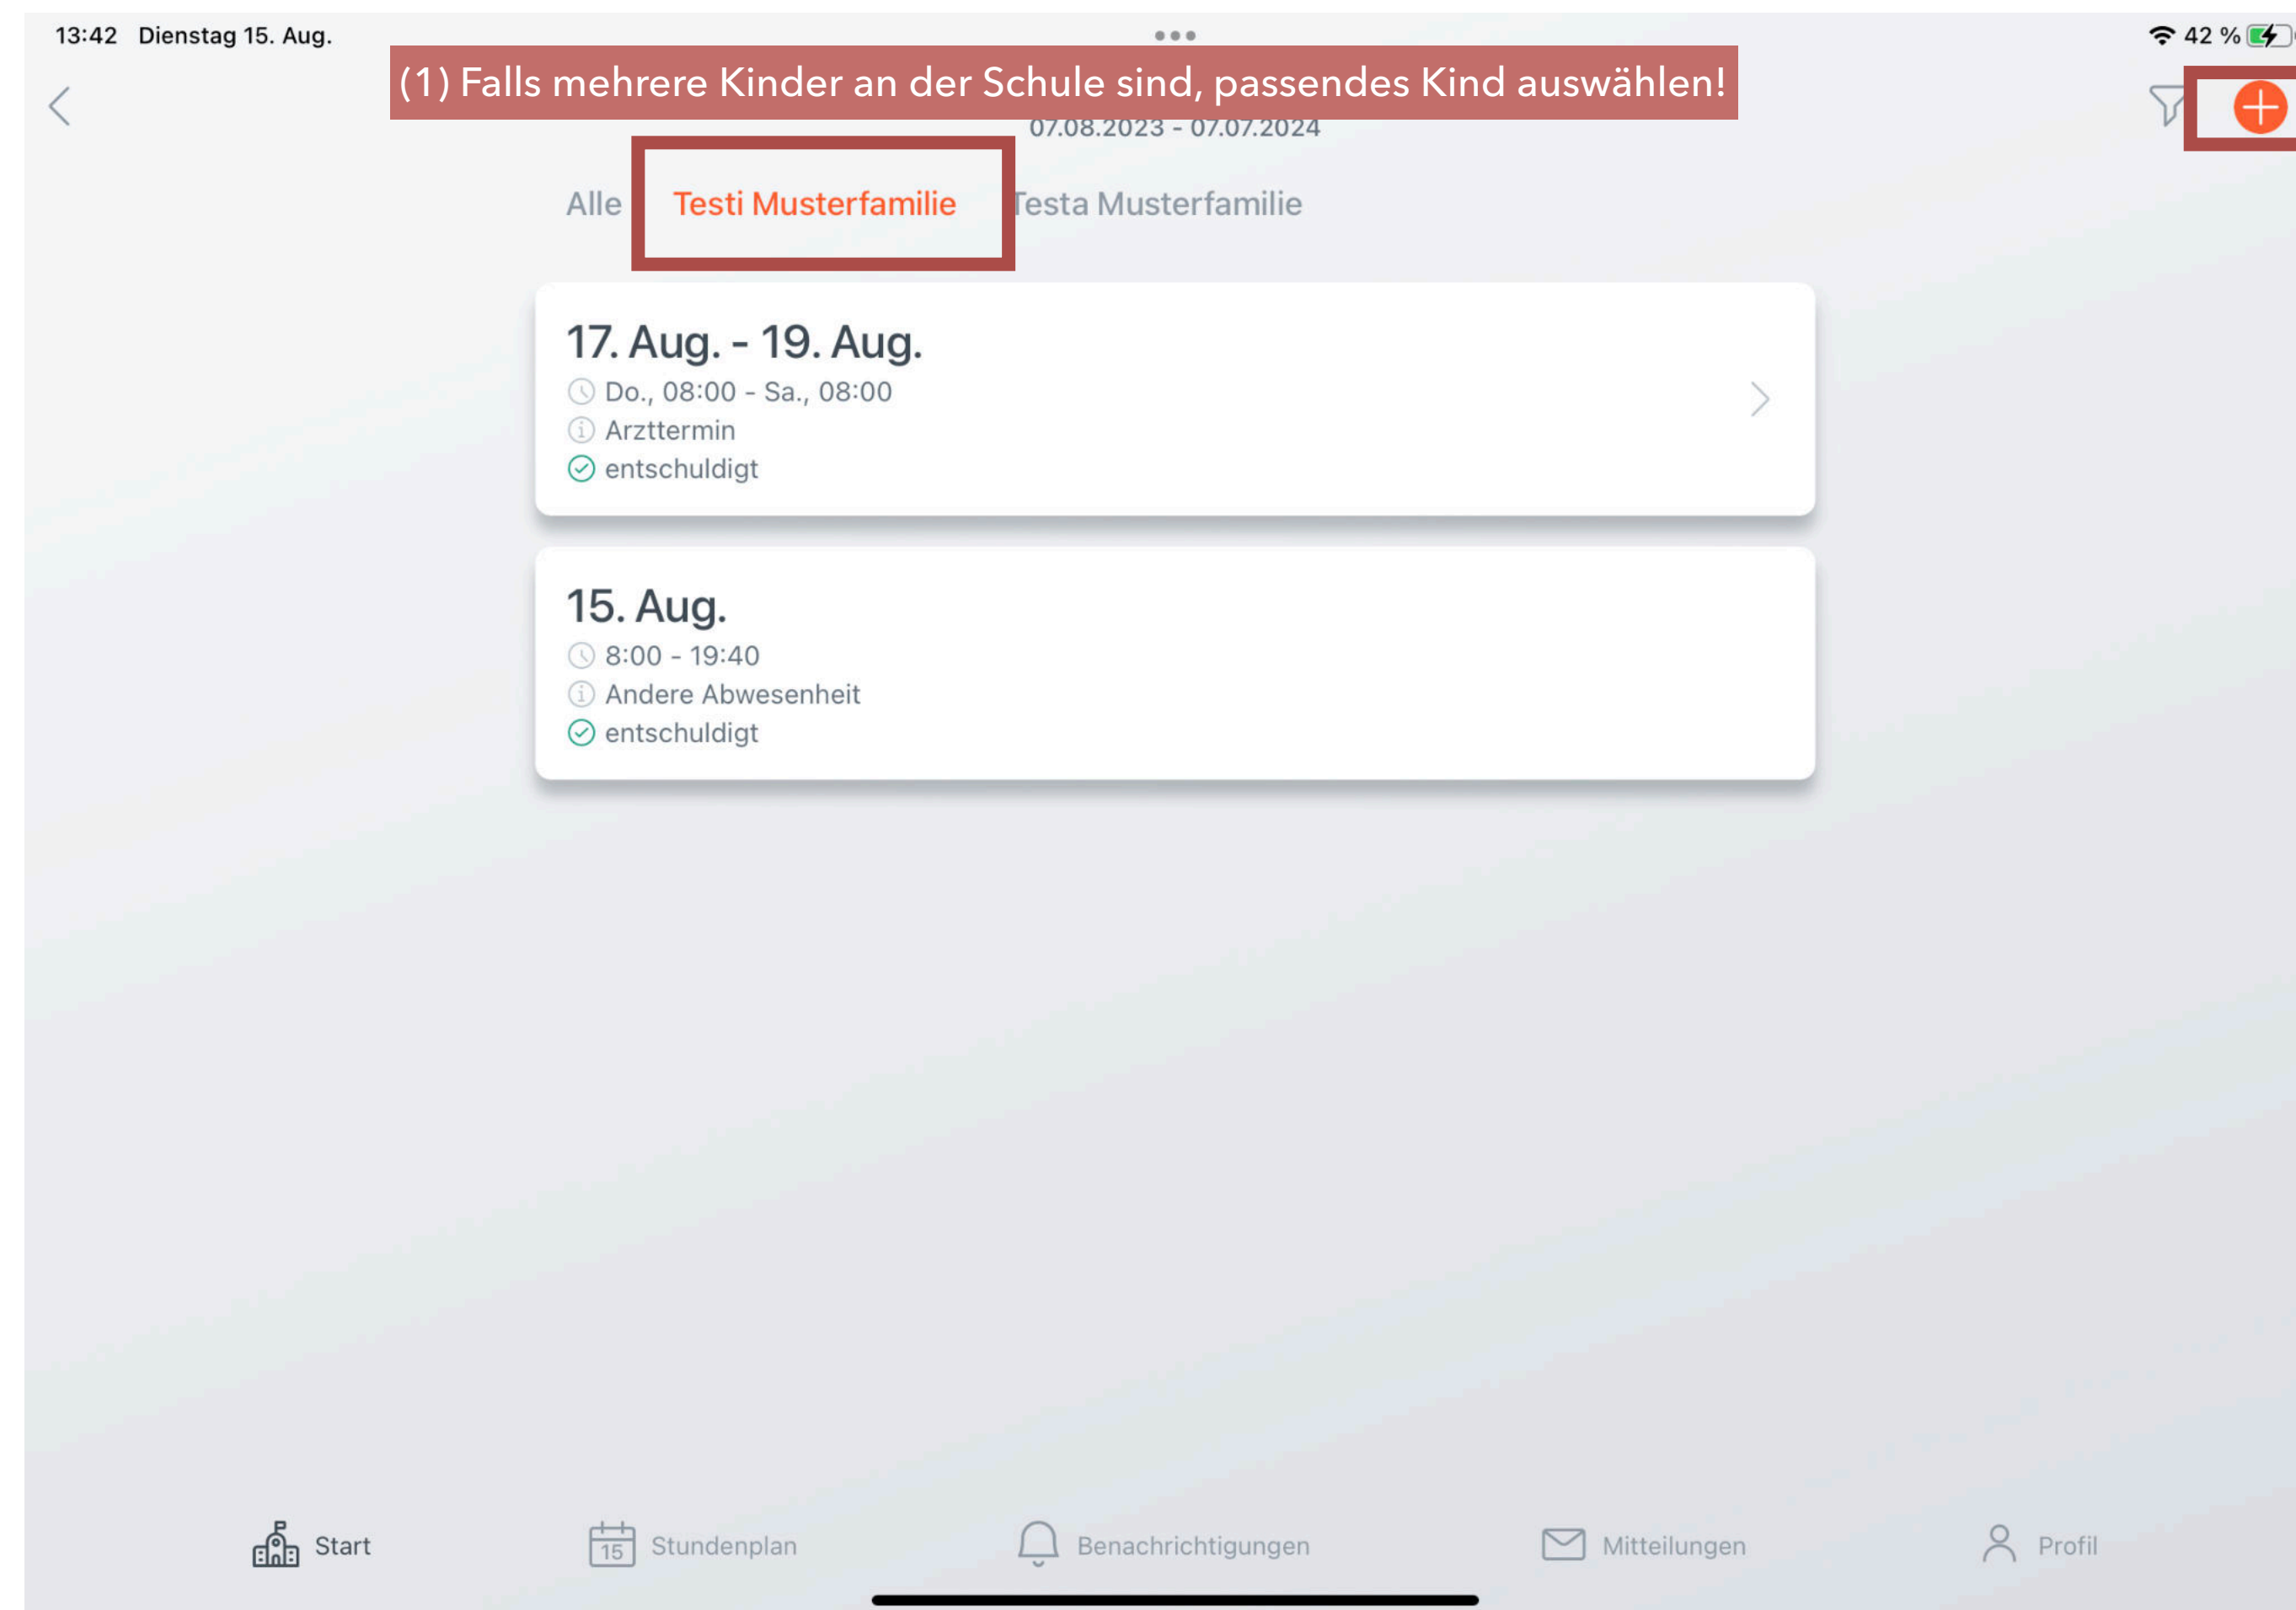 13:42 Dienstag 15. Aug.
42 %
(1) Falls mehrere Kinder an der Schule sind, passendes Kind auswählen!
07.08.2023 - 07.07.2024
Alle Testi Musterfamilie Testa Musterfamilie
17. Aug. - 19. Aug.
Do., 08:00 - Sa., 08:00
Arzttermin
entschuldigt
15. Aug.
8:00 - 19:40
Andere Abwesenheit
entschuldigt
Start
15 Stundenplan
Benachrichtigungen
Mitteilungen
Profil